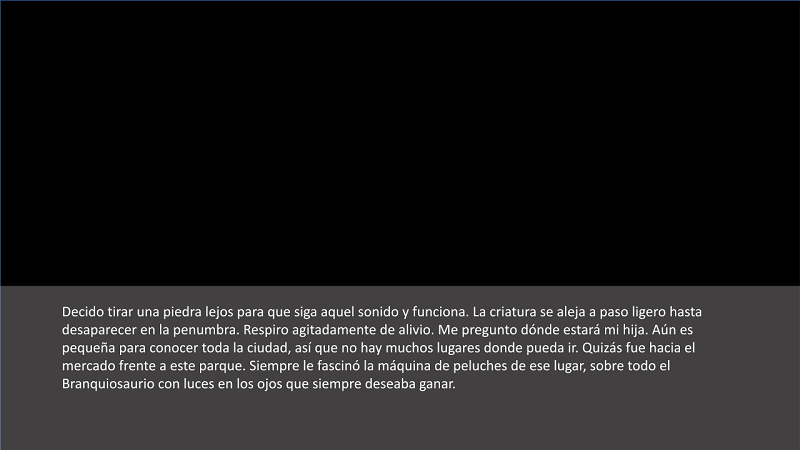 Decido tirar una piedra lejos para que siga aquel sonido y funciona. La criatura se aleja a paso ligero hasta
desaparecer en la penumbra. Respiro agitadamente de alivio. Me pregunto dónde estará mi hija. Aún es
pequeña para conocer toda la ciudad, así que no hay muchos lugares donde pueda ir. Quizás fue hacia el
mercado frente a este parque. Siempre le fascinó la máquina de peluches de ese lugar, sobre todo el
Branquiosaurio con luces en los ojos que siempre deseaba ganar.